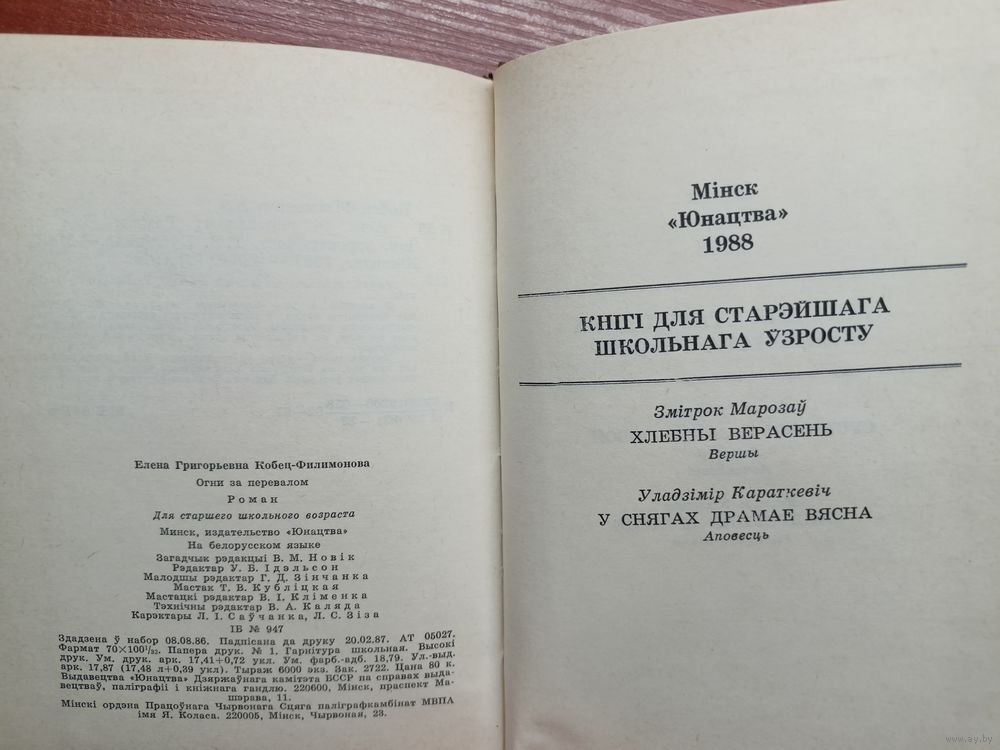 Елена Григорьевна Кобец-Филимонова
Огни за перевалом
Роман
Для старшего школьного возраста
Минск, издательство «Юнацтва»
На белорусском языке
Загадчык рэдакцыі В. М. Новік
Рэдактар У. Б. Ідэльсон
Малодшы рэдактар Г. Д. Зінчанка
Мастак Т. В. Кубліцкая
Мастацкі рэдактар В. І. Кліменка
Тэхнічны рэдактар В. А. Каляда
Карэктары Л. І. Саўчанка, Л. С. Зіза
ІБ № 947
Здадзена ў набор 08.08.86. Падпісана да друку 20.02.87. АТ 05027.
Фармат 70×100¹/₃₂. Папера друк. № 1. Гарнітура школьная. Высокі
друк. Ум. друк. арк. 17,41+0,72 укл. Ум. фарб.-адб. 18,79. Ул.-выд.
арк. 17,87 (17,48 л+0,39 укл). Тыраж 6000 экз. Зак. 2722. Цана 80 к.
Выдавецтва «Юнацтва» Дзяржаўнага камітэта БССР па справах выда-
вецтваў, паліграфіі і кніжнага гандлю. 220600, Мінск, праспект Ма-
шэрава, 11.
Мінскі ордэна Працоўнага Чырвонага Сцяга паліграфкамбінат МВПА
імя Я. Коласа. 220005, Мінск, Чырвоная, 23.
Мінск
«Юнацтва»
1988
КНІГІ ДЛЯ СТАРЭЙШАГА
ШКОЛЬНАГА ЎЗРОСТУ
Змітрок Марозаў
ХЛЕБНЫ ВЕРАСЕНЬ
Вершы
Уладзімір Караткевіч
У СНЯГАХ ДРАМАЕ ВЯСНА
Аповесць
www.ay.by